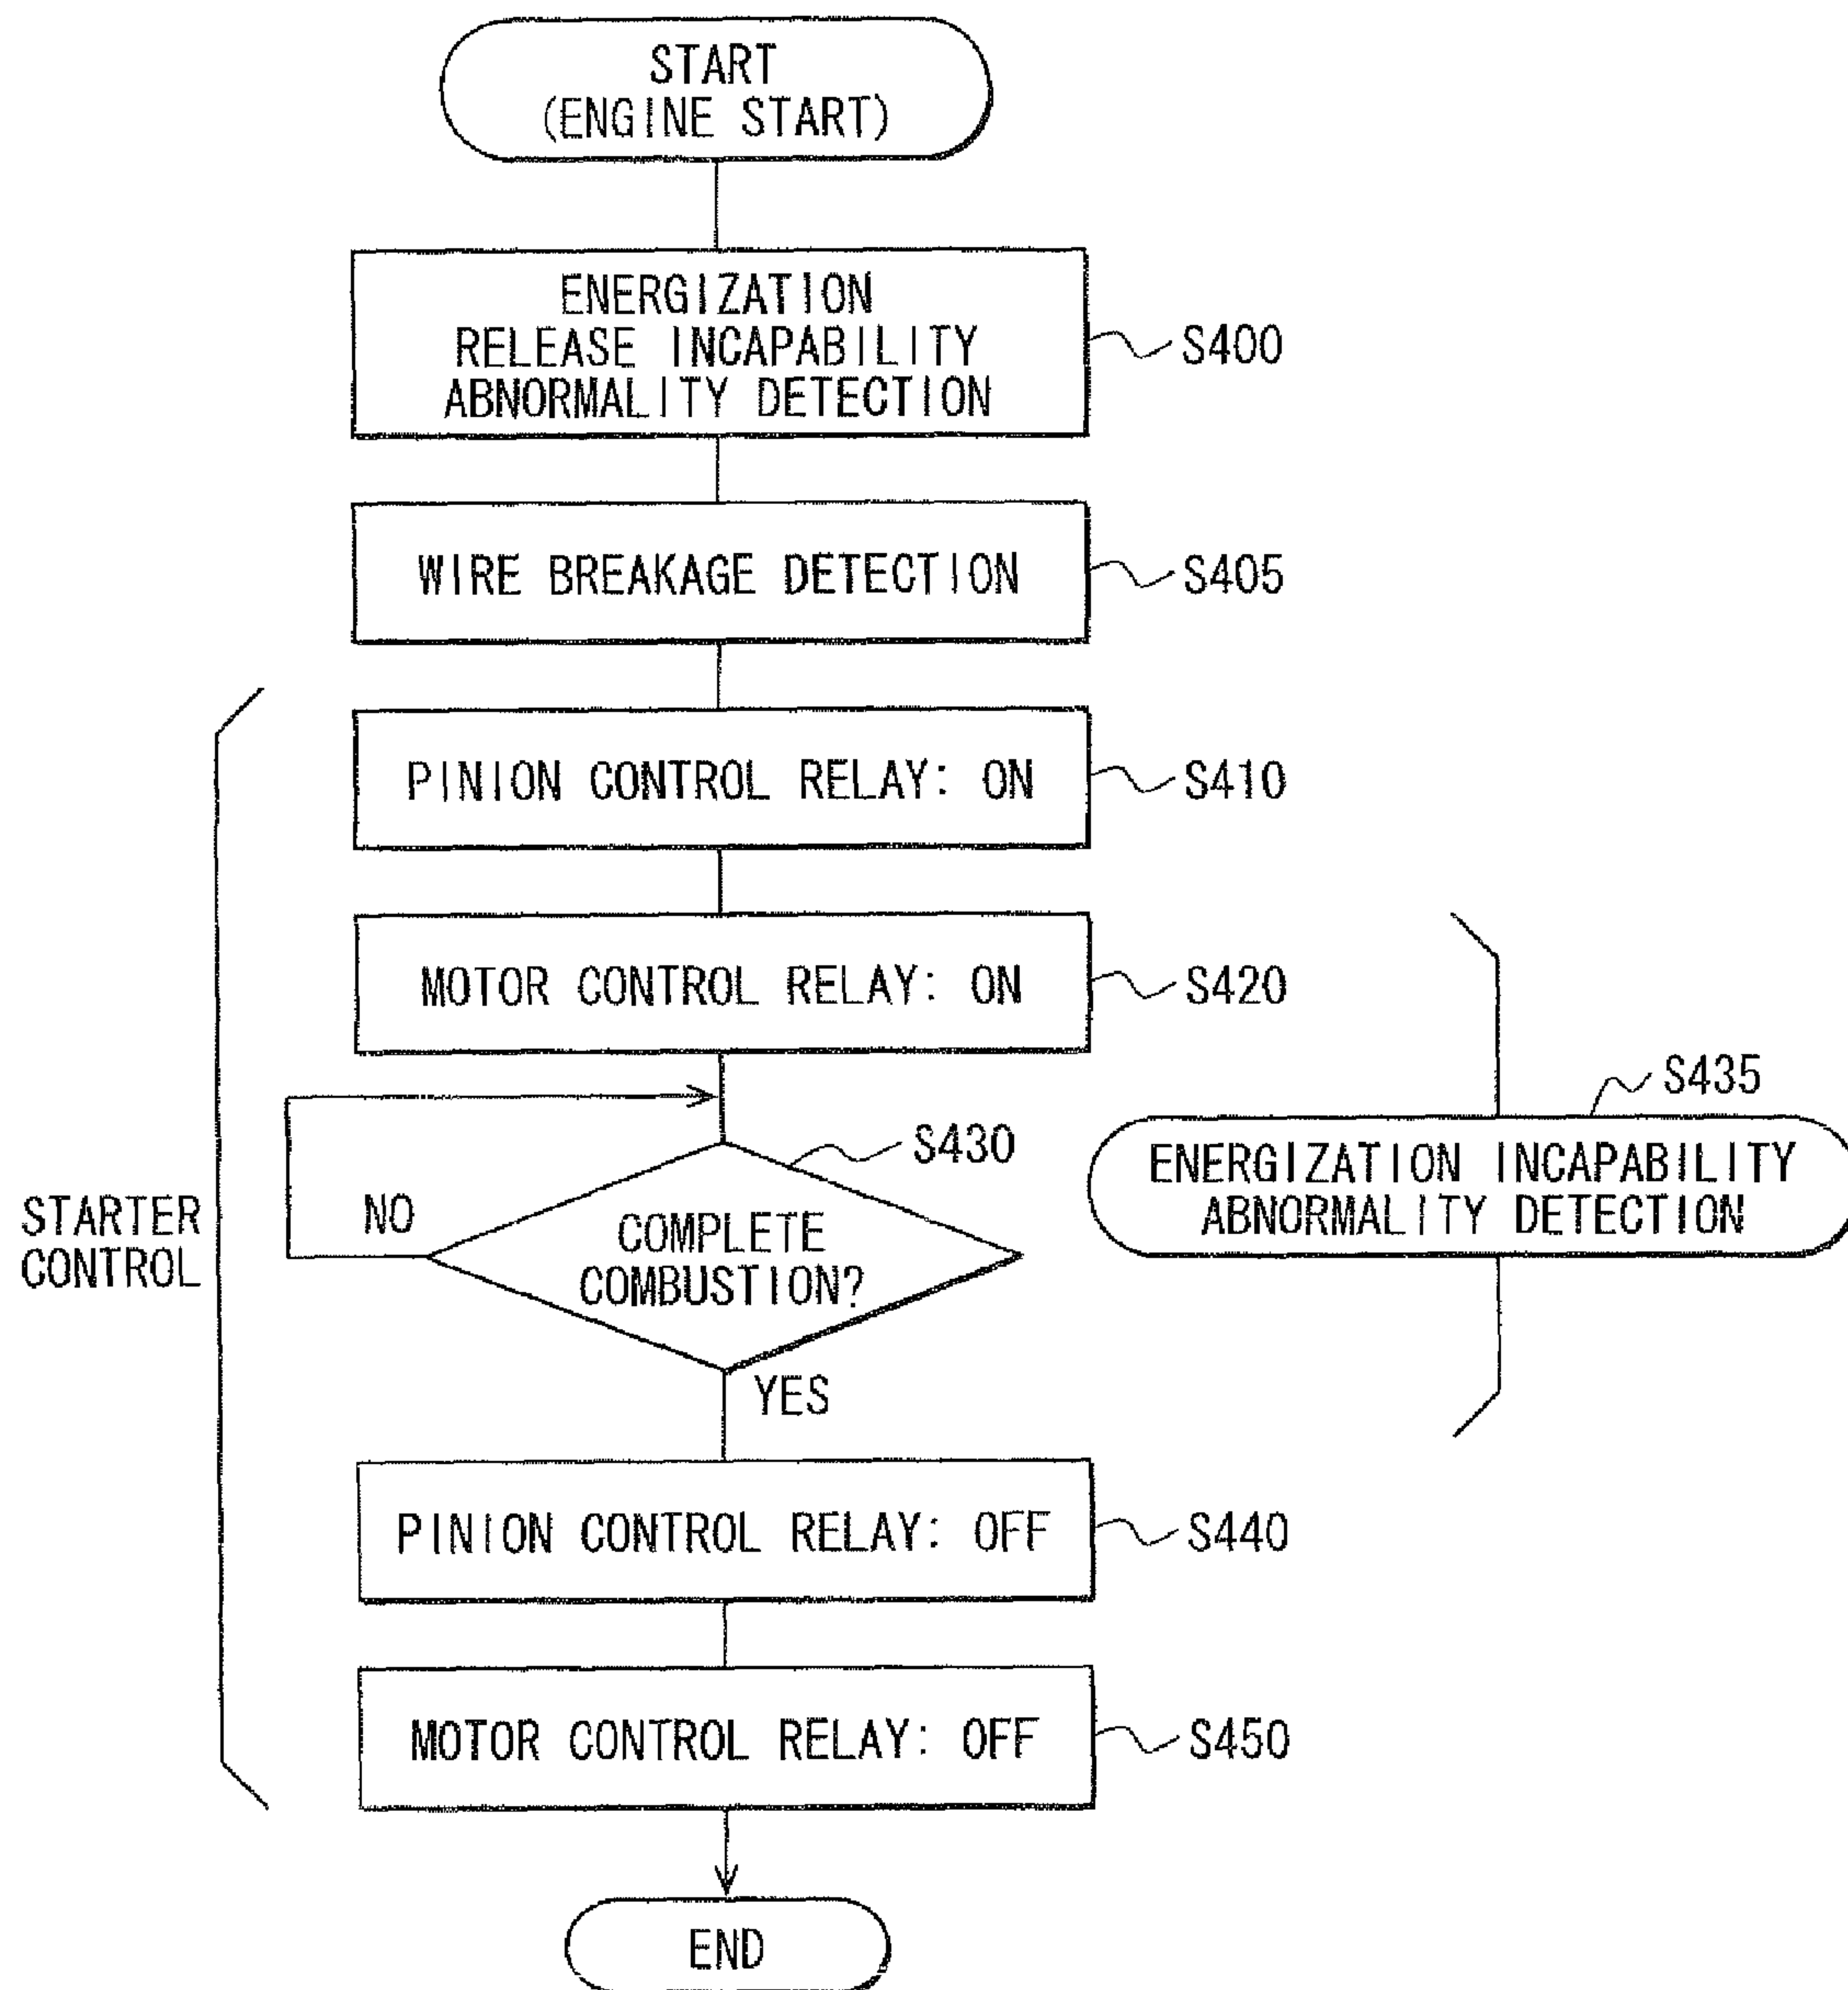 START
(ENGINE START)
ENERGIZATION
RELEASE INCAPABILITY
ABNORMALITY DETECTION
S400
WIRE BREAKAGE DETECTION
S405
PINION CONTROL RELAY: ON
S410
MOTOR CONTROL RELAY: ON
S420
S435
ENERGIZATION INCAPABILITY
ABNORMALITY DETECTION
S430
NO
COMPLETE
COMBUSTION?
STARTER
CONTROL
YES
PINION CONTROL RELAY: OFF
S440
MOTOR CONTROL RELAY: OFF
S450
END